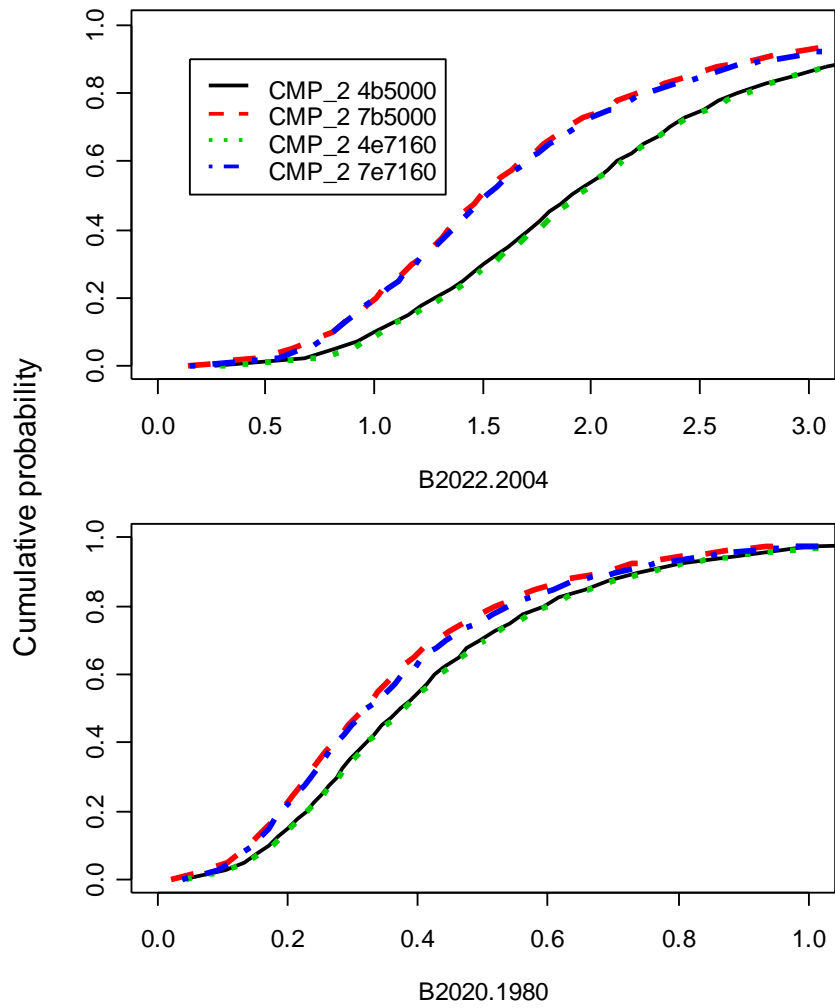 Cumulative probability
1.0
0.8
0.6
0.4
0.2
0.0
CMP_2 4b5000
CMP_2 7b5000
CMP_2 4e7160
CMP_2 7e7160
0.0 0.5 1.0 1.5 2.0 2.5 3.0
B2022.2004
1.0
0.8
0.6
0.4
0.2
0.0
0.0 0.2 0.4 0.6 0.8 1.0
B2020.1980